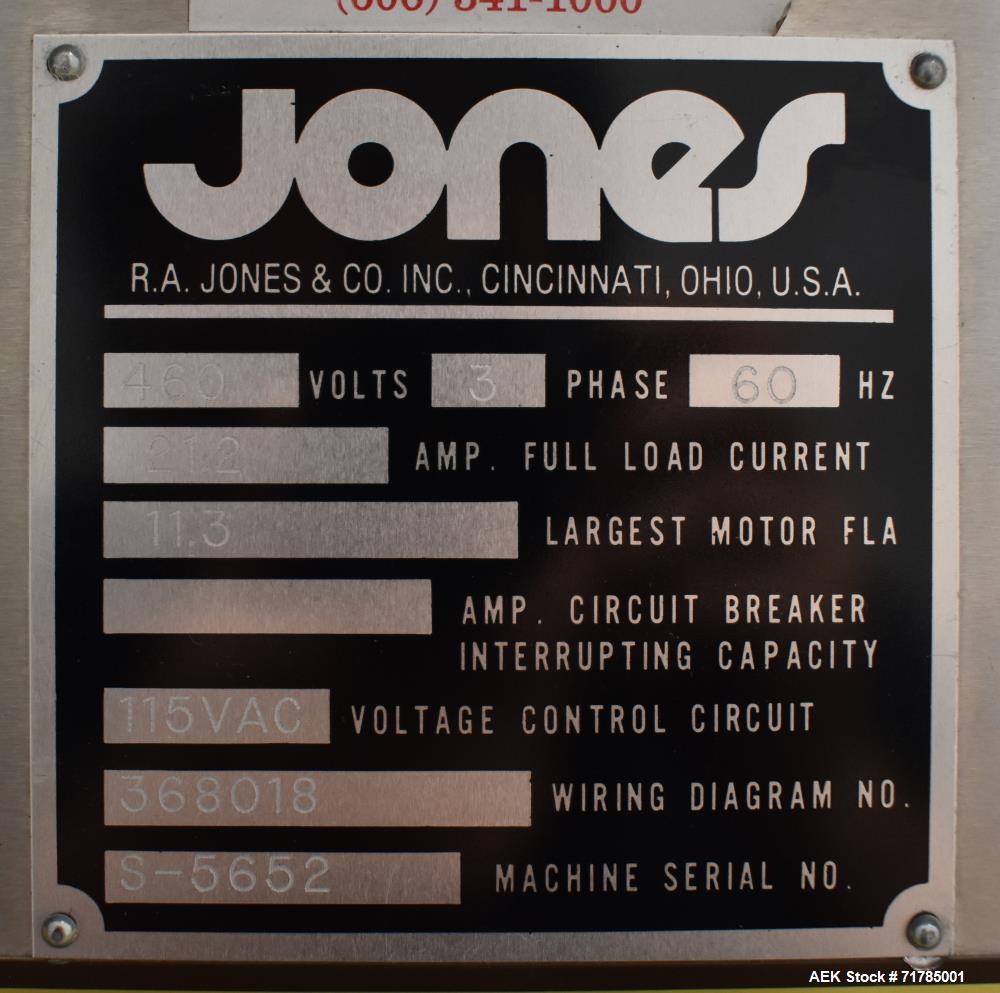 Jones
R.A. JONES & CO. INC., CINCINNATI, OHIO, U.S.A.
460 VOLTS 3 PHASE 60 HZ
21.2 AMP. FULL LOAD CURRENT
11.3 LARGEST MOTOR FLA
AMP. CIRCUIT BREAKER
INTERRUPTING CAPACITY
115VAC VOLTAGE CONTROL CIRCUIT
368018 WIRING DIAGRAM NO.
S-5652 MACHINE SERIAL NO.
AEK Stock # 71785001